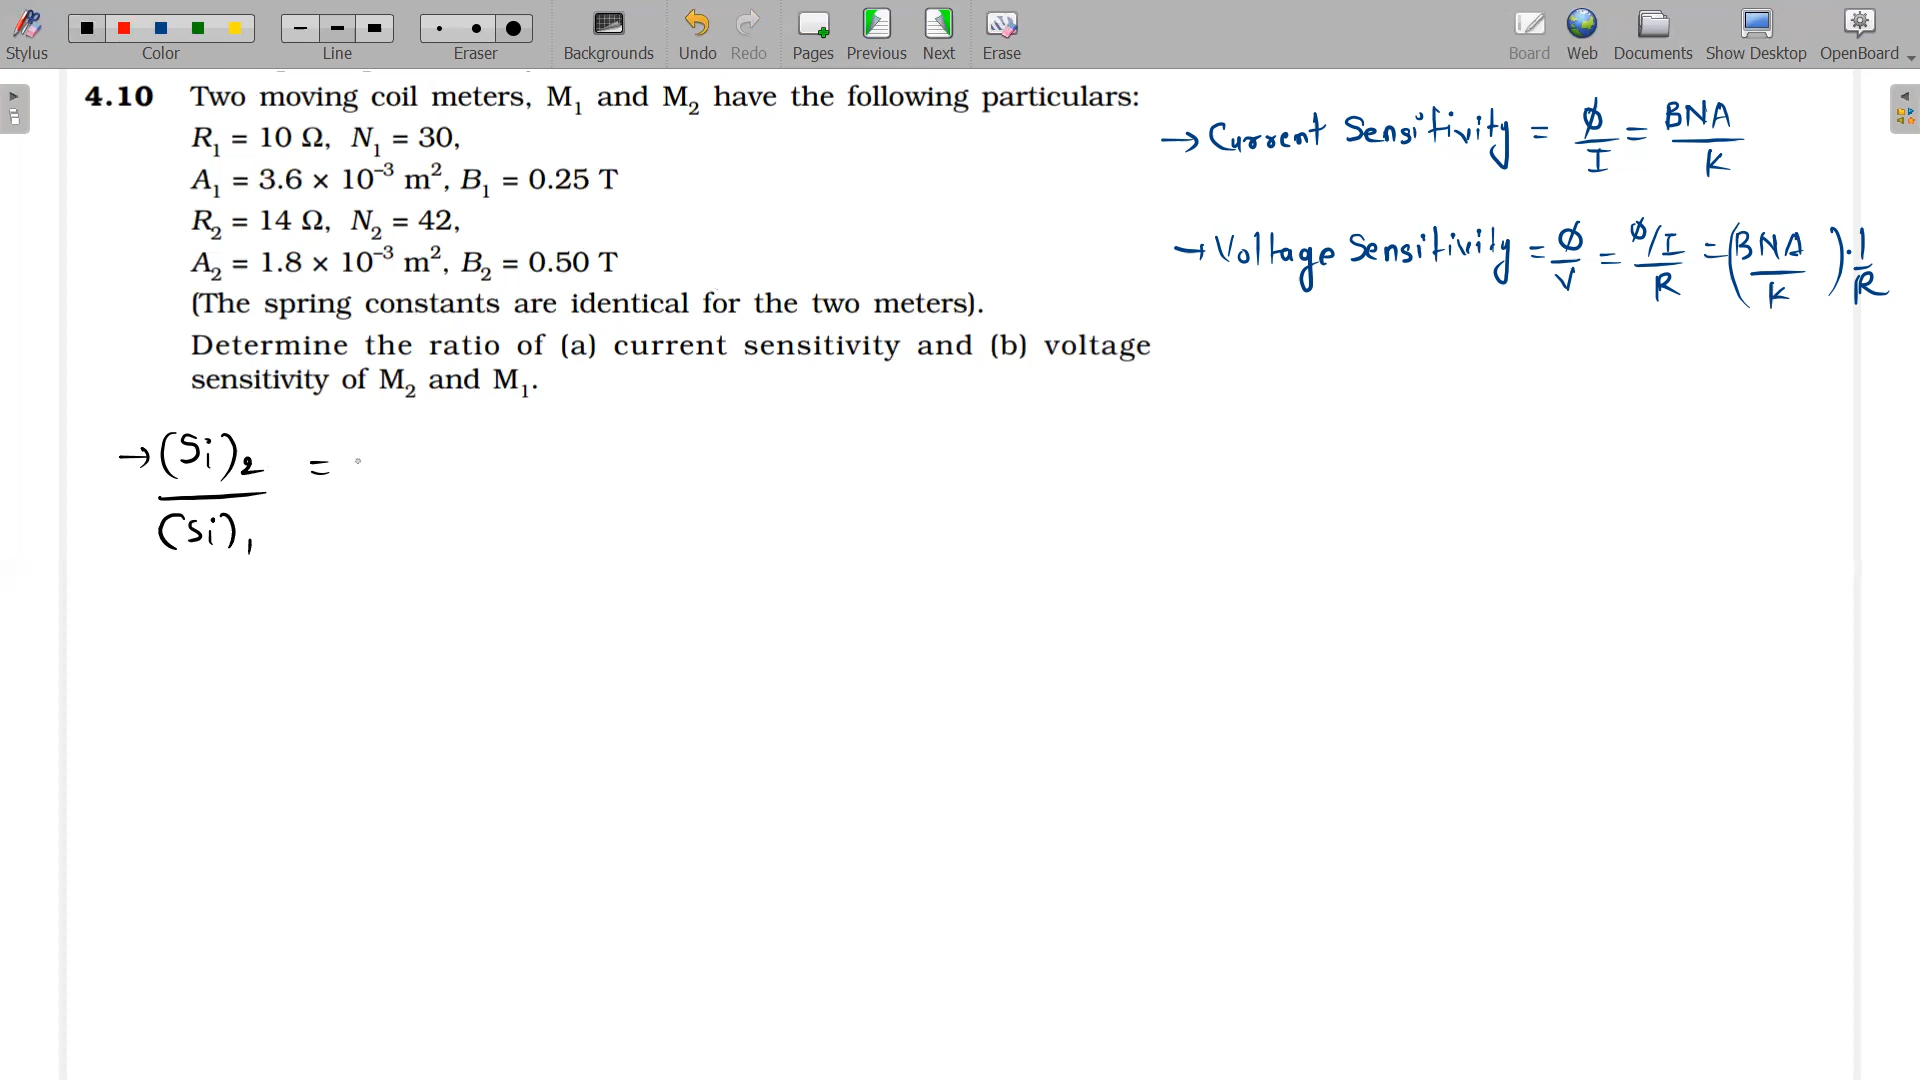 Stylus Color Line Eraser Backgrounds Undo Redo Pages Previous Next Erase Board Web Documents Show Desktop OpenBoard
4.10 Two moving coil meters, M₁ and M₂ have the following particulars:
R₁ = 10 Ω, N₁ = 30,
A₁ = 3.6 × 10⁻³ m², B₁ = 0.25 T
R₂ = 14 Ω, N₂ = 42,
A₂ = 1.8 × 10⁻³ m², B₂ = 0.50 T
(The spring constants are identical for the two meters).
Determine the ratio of (a) current sensitivity and (b) voltage
sensitivity of M₂ and M₁.
→ Current Sensitivity = ϕ/I = BNA/K
→ Voltage Sensitivity = ϕ/V = ϕ/I/R = (BNA/K)·1/R
→ (Si)₂ =
(Si)₁